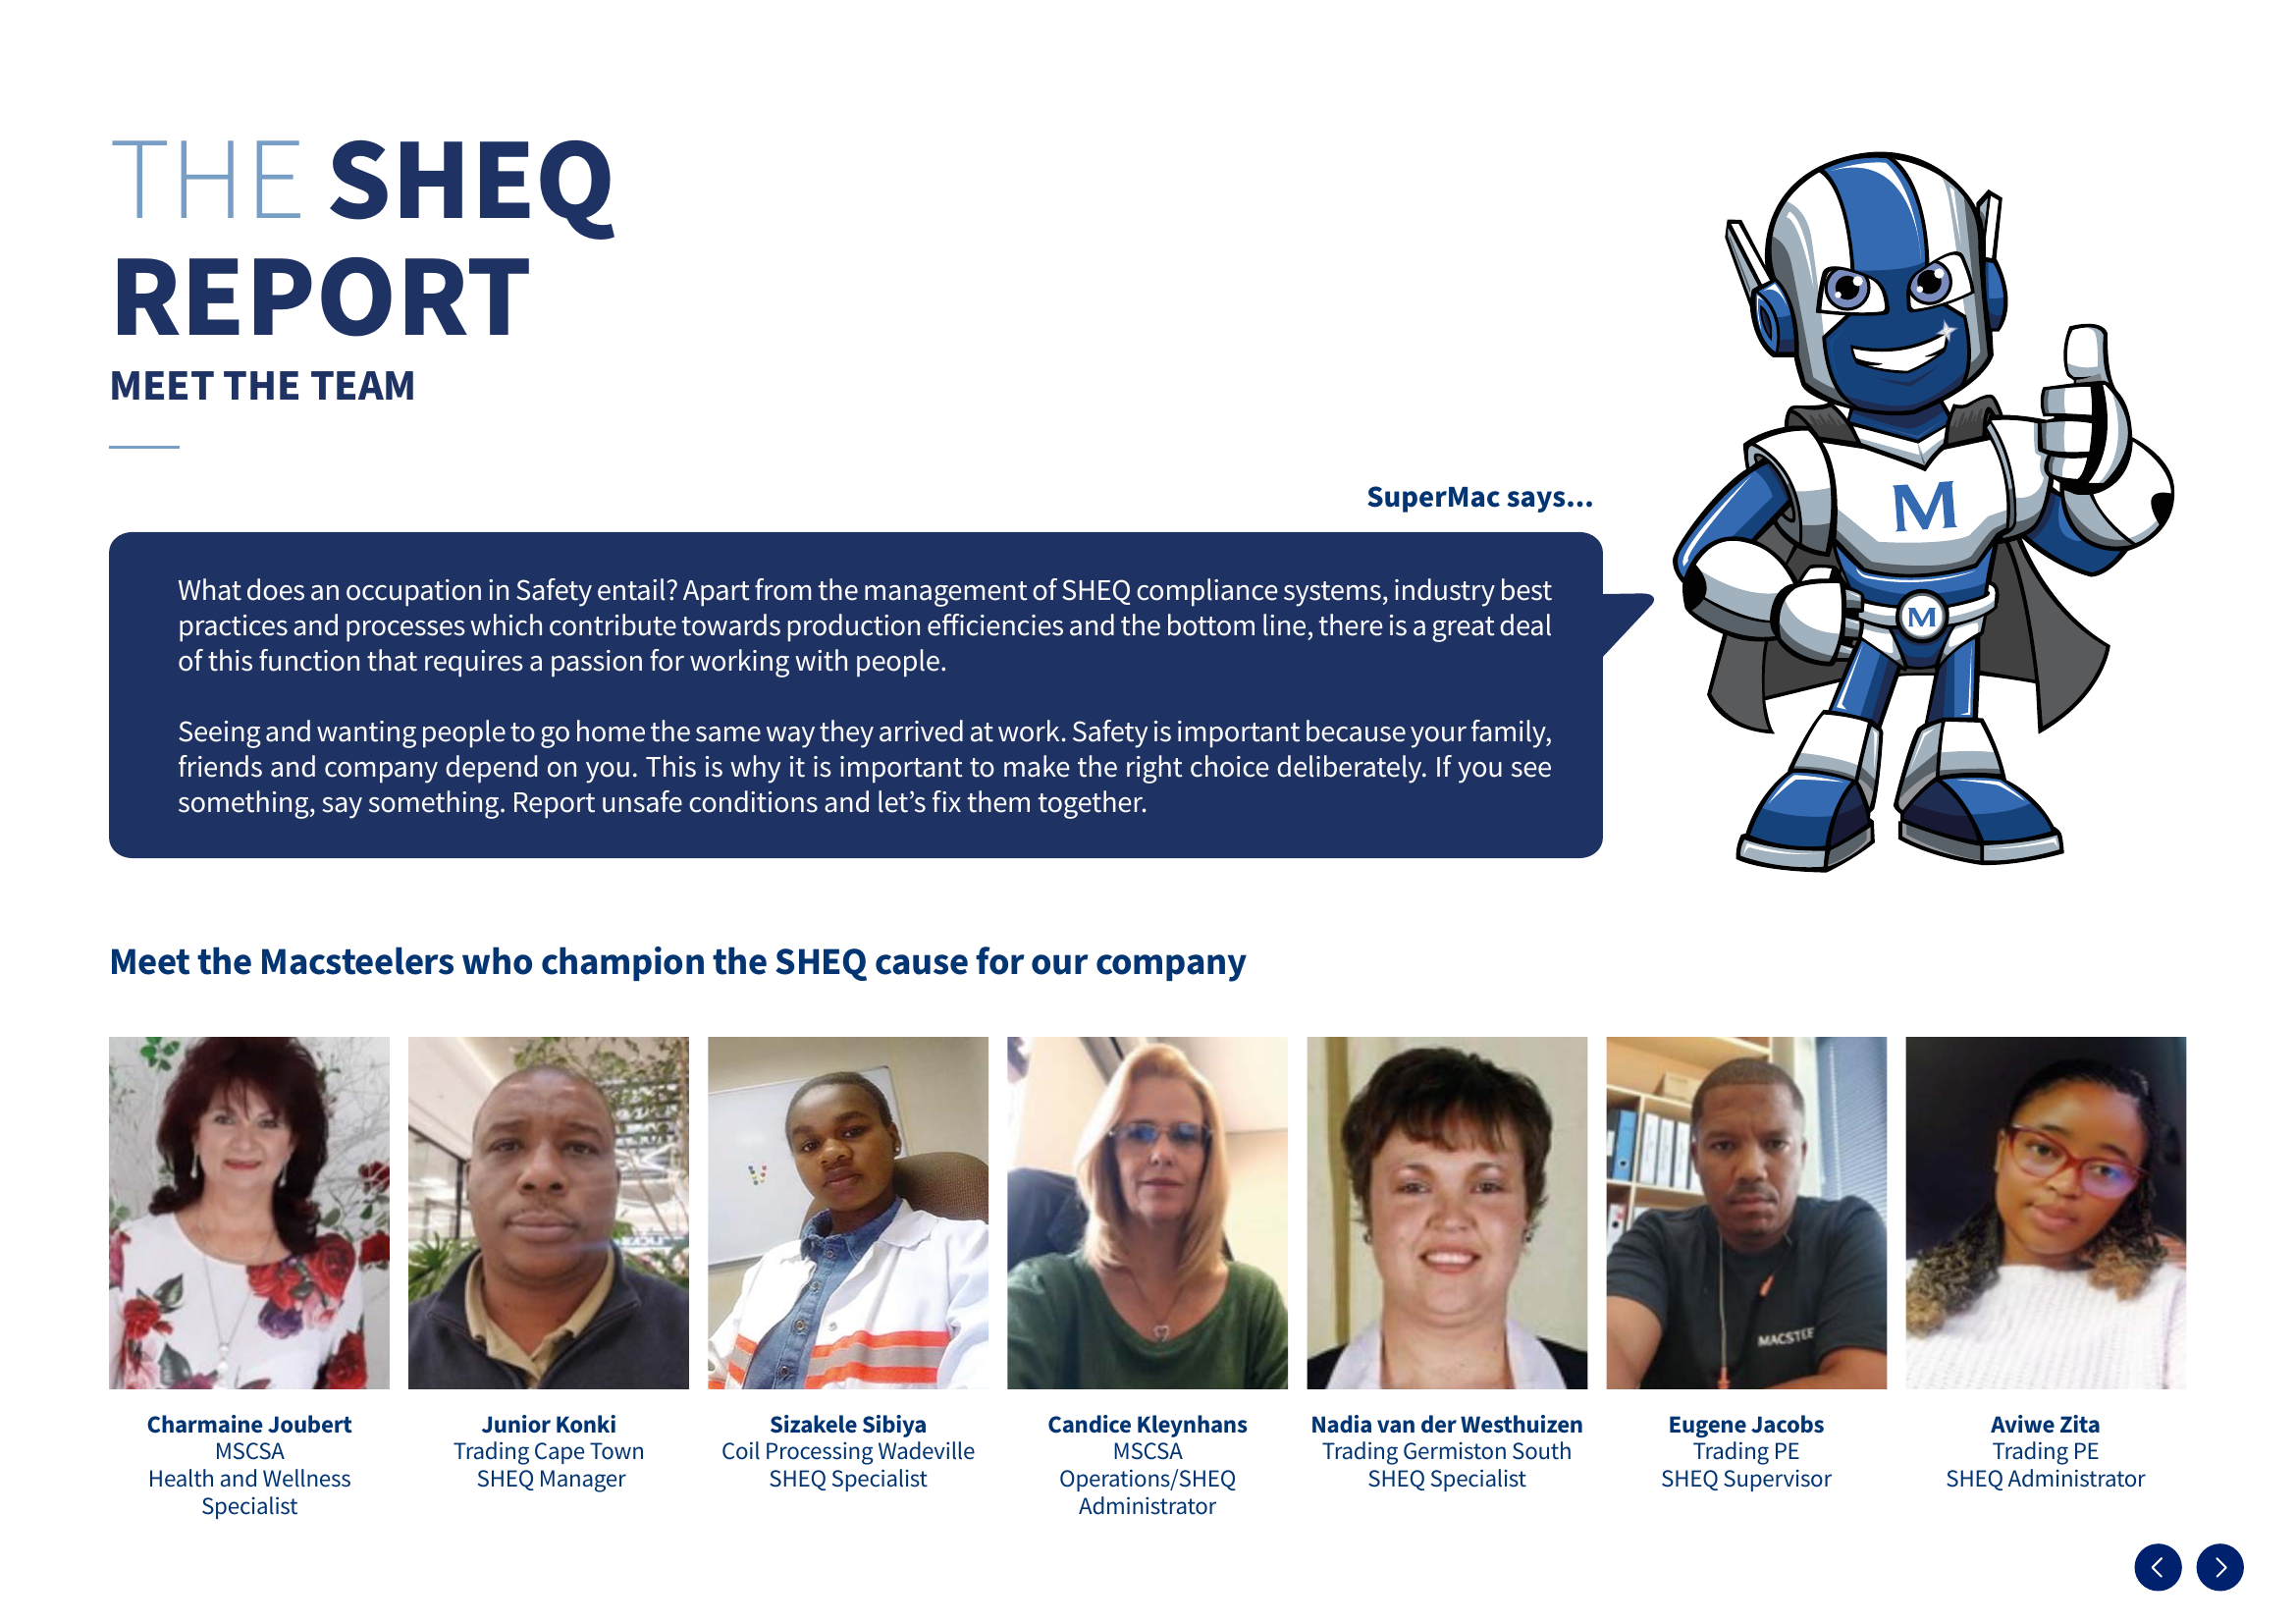 THE SHEQ
REPORT
MEET THE TEAM
SuperMac says...
What does an occupation in Safety entail? Apart from the management of SHEQ compliance systems, industry best
practices and processes which contribute towards production efficiencies and the bottom line, there is a great deal
of this function that requires a passion for working with people.
Seeing and wanting people to go home the same way they arrived at work. Safety is important because your family,
friends and company depend on you. This is why it is important to make the right choice deliberately. If you see
something, say something. Report unsafe conditions and let’s fix them together.
M
M
Meet the Macsteelers who champion the SHEQ cause for our company
MACSTEE
Charmaine Joubert
MSCSA
Health and Wellness
Specialist
Junior Konki
Trading Cape Town
SHEQ Manager
Sizakele Sibiya
Coil Processing Wadeville
SHEQ Specialist
Candice Kleynhans
MSCSA
Operations/SHEQ
Administrator
Nadia van der Westhuizen
Trading Germiston South
SHEQ Specialist
Eugene Jacobs
Trading PE
SHEQ Supervisor
Aviwe Zita
Trading PE
SHEQ Administrator